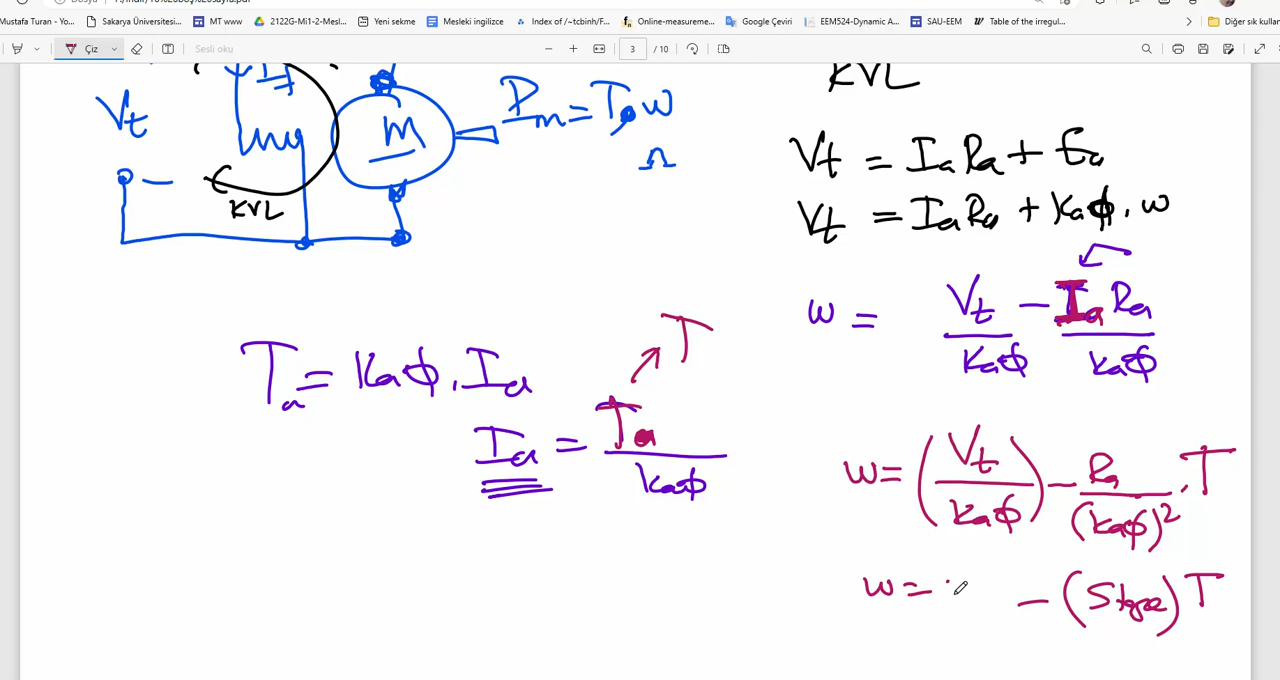 Mustafa Turan - Ha...
Sakarya Üniversitesi...
MT www
2122G-Mi1-2-Mesl...
Yeni sekme
Mesleki ingilizce
Index of /~tcbinh/F...
Online-measureme...
Google Çeviri
EEM524-Dynamic A...
SAU-EEM
Table of the irregul...
Diğer sık kullan
Çiz
Sesli oku
3 / 10
KVL
Vt
m
Pm = T.w
Ω
KVL
Vt = Ia Ra + Ea
Vt = Ia Ra + Kaϕ.w
w = Vt/Kaϕ - Ia Ra/Kaϕ
Ta = Kaϕ.Ia
T
Ia = Ta/Kaϕ
w = (Vt/Kaϕ) - Ra/(Kaϕ)² . T
w = - (Slope) T